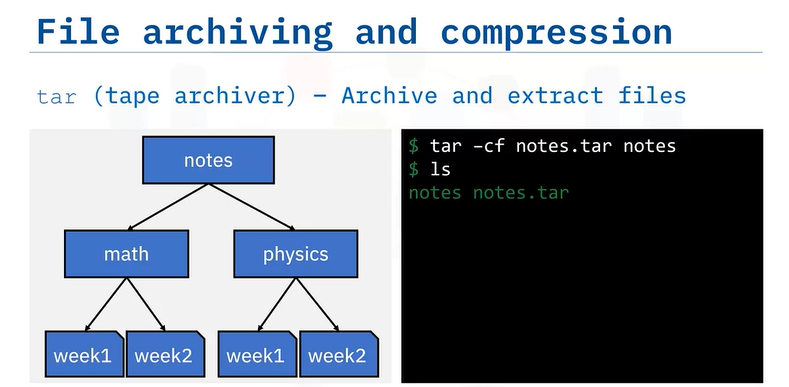 File archiving and compression
tar (tape archiver) – Archive and extract files
notes
math physics
week1 week2 week1 week2
$ tar –cf notes.tar notes
$ ls
notes notes.tar